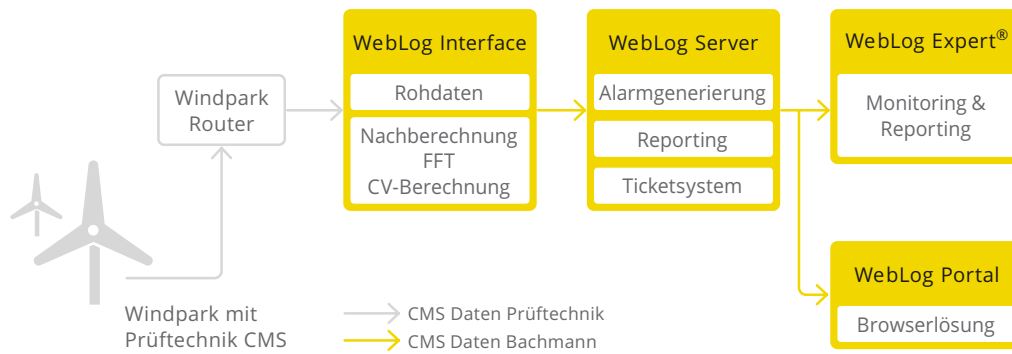 Windpark mit
Prüftechnik CMS
Windpark
Router
WebLog Interface
Rohdaten
Nachberechnung
FFT
CV-Berechnung
WebLog Server
Alarmgenerierung
Reporting
Ticketsystem
WebLog Expert®
Monitoring &
Reporting
WebLog Portal
Browserlösung
CMS Daten Prüftechnik
CMS Daten Bachmann